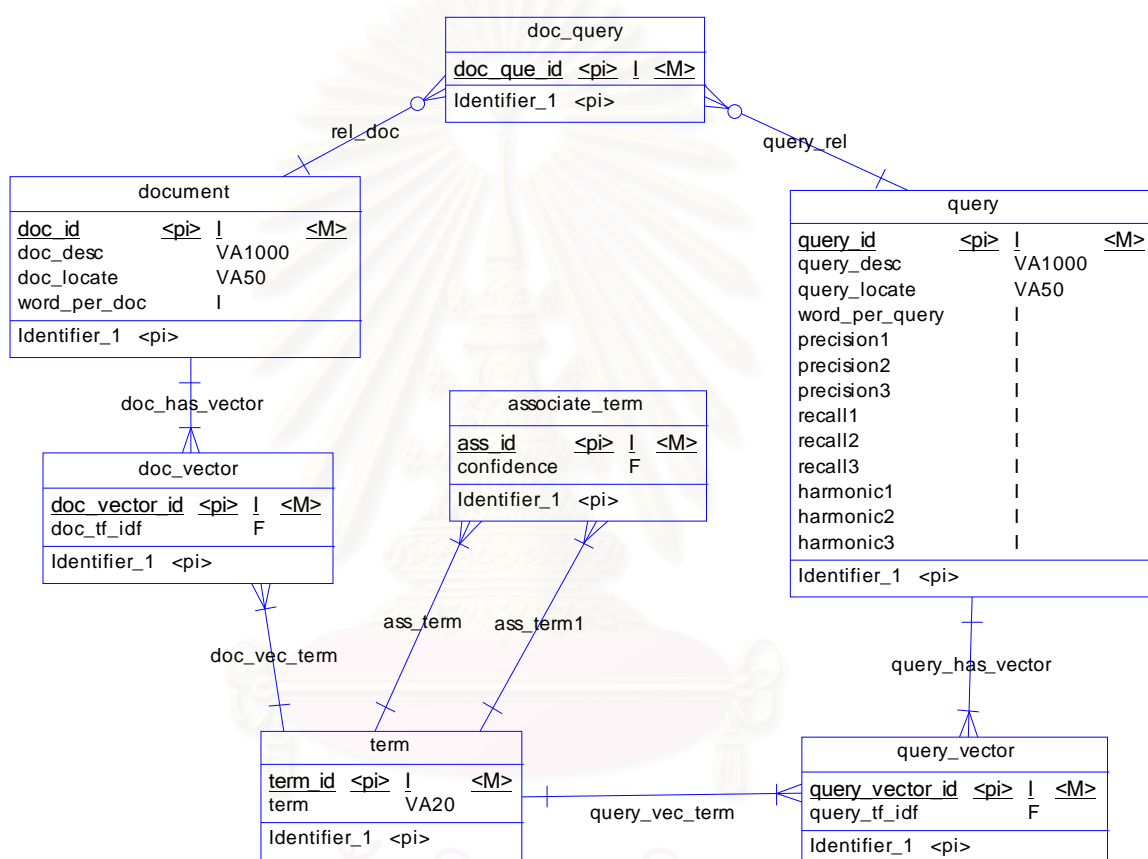 doc_query
doc_que_id <pi> I <M>
Identifier_1 <pi>
rel_doc
query_rel
document
doc_id <pi> I <M>
doc_desc VA1000
doc_locate VA50
word_per_doc I
Identifier_1 <pi>
query
query_id <pi> I <M>
query_desc VA1000
query_locate VA50
word_per_query I
precision1 I
precision2 I
precision3 I
recall1 I
recall2 I
recall3 I
harmonic1 I
harmonic2 I
harmonic3 I
Identifier_1 <pi>
doc_has_vector
associate_term
ass_id <pi> I <M>
confidence F
Identifier_1 <pi>
doc_vector
doc_vector_id <pi> I <M>
doc_tf_idf F
Identifier_1 <pi>
ass_term
ass_term1
doc_vec_term
query_has_vector
term
term_id <pi> I <M>
term VA20
Identifier_1 <pi>
query_vec_term
query_vector
query_vector_id <pi> I <M>
query_tf_idf F
Identifier_1 <pi>